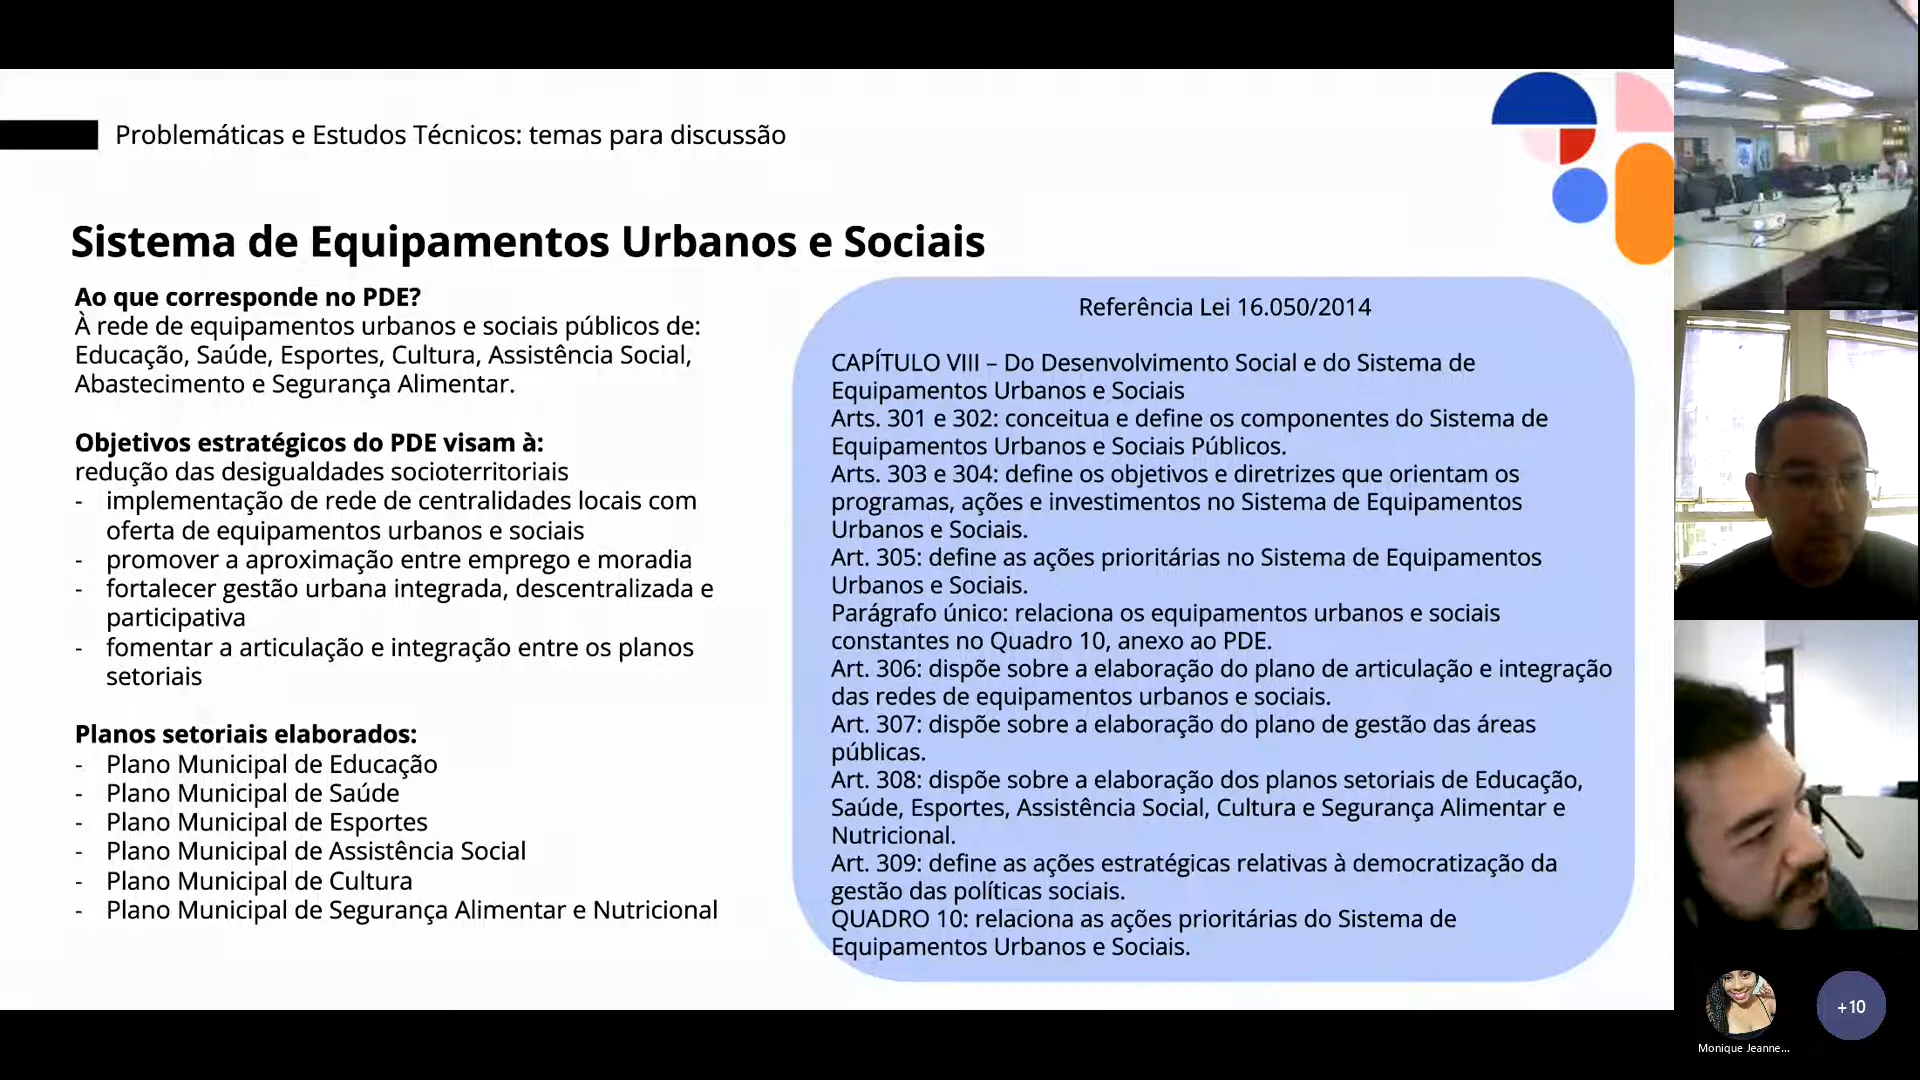 Problemáticas e Estudos Técnicos: temas para discussão
Sistema de Equipamentos Urbanos e Sociais
Ao que corresponde no PDE?
À rede de equipamentos urbanos e sociais públicos de:
Educação, Saúde, Esportes, Cultura, Assistência Social,
Abastecimento e Segurança Alimentar.
Objetivos estratégicos do PDE visam à:
redução das desigualdades socioterritoriais
- implementação de rede de centralidades locais com
oferta de equipamentos urbanos e sociais
- promover a aproximação entre emprego e moradia
- fortalecer gestão urbana integrada, descentralizada e
participativa
- fomentar a articulação e integração entre os planos
setoriais
Planos setoriais elaborados:
- Plano Municipal de Educação
- Plano Municipal de Saúde
- Plano Municipal de Esportes
- Plano Municipal de Assistência Social
- Plano Municipal de Cultura
- Plano Municipal de Segurança Alimentar e Nutricional
Referência Lei 16.050/2014
CAPÍTULO VIII – Do Desenvolvimento Social e do Sistema de
Equipamentos Urbanos e Sociais
Arts. 301 e 302: conceitua e define os componentes do Sistema de
Equipamentos Urbanos e Sociais Públicos.
Arts. 303 e 304: define os objetivos e diretrizes que orientam os
programas, ações e investimentos no Sistema de Equipamentos
Urbanos e Sociais.
Art. 305: define as ações prioritárias no Sistema de Equipamentos
Urbanos e Sociais.
Parágrafo único: relaciona os equipamentos urbanos e sociais
constantes no Quadro 10, anexo ao PDE.
Art. 306: dispõe sobre a elaboração do plano de articulação e integração
das redes de equipamentos urbanos e sociais.
Art. 307: dispõe sobre a elaboração do plano de gestão das áreas
públicas.
Art. 308: dispõe sobre a elaboração dos planos setoriais de Educação,
Saúde, Esportes, Assistência Social, Cultura e Segurança Alimentar e
Nutricional.
Art. 309: define as ações estratégicas relativas à democratização da
gestão das políticas sociais.
QUADRO 10: relaciona as ações prioritárias do Sistema de
Equipamentos Urbanos e Sociais.
Monique Jeanne...
+10